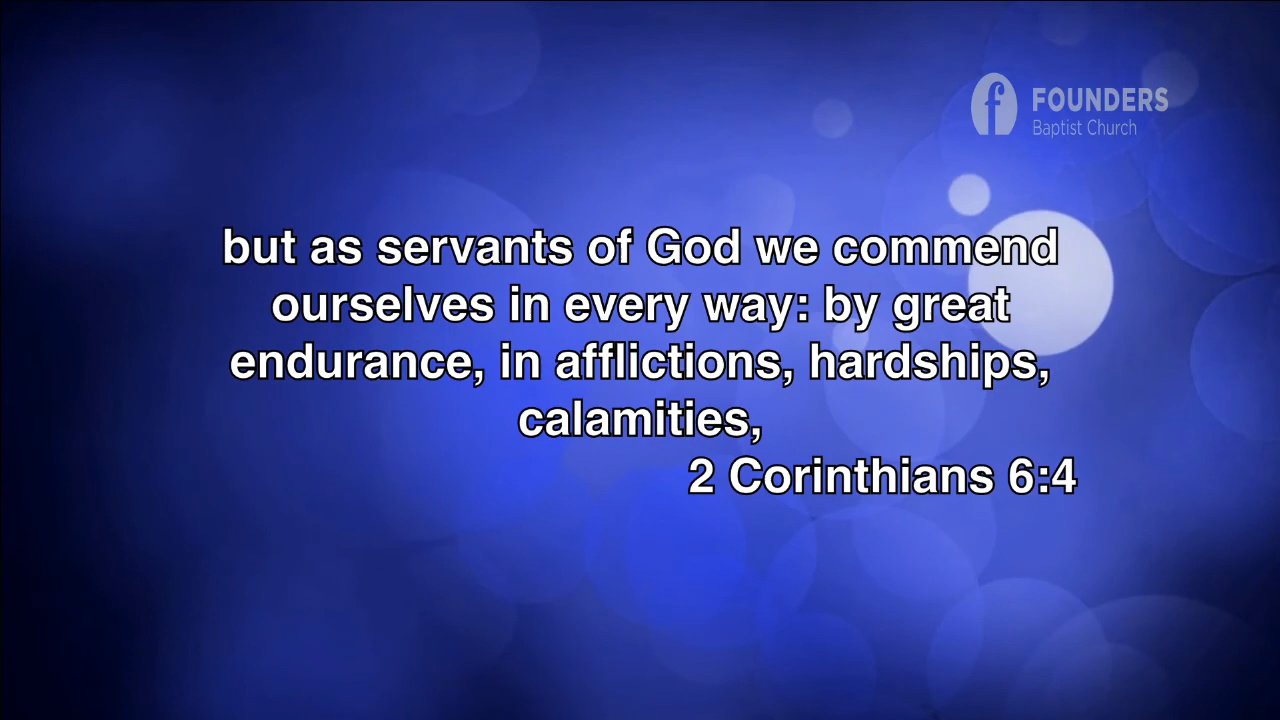 FOUNDERS
Baptist Church
but as servants of God we commend
ourselves in every way: by great
endurance, in afflictions, hardships,
calamities,
2 Corinthians 6:4